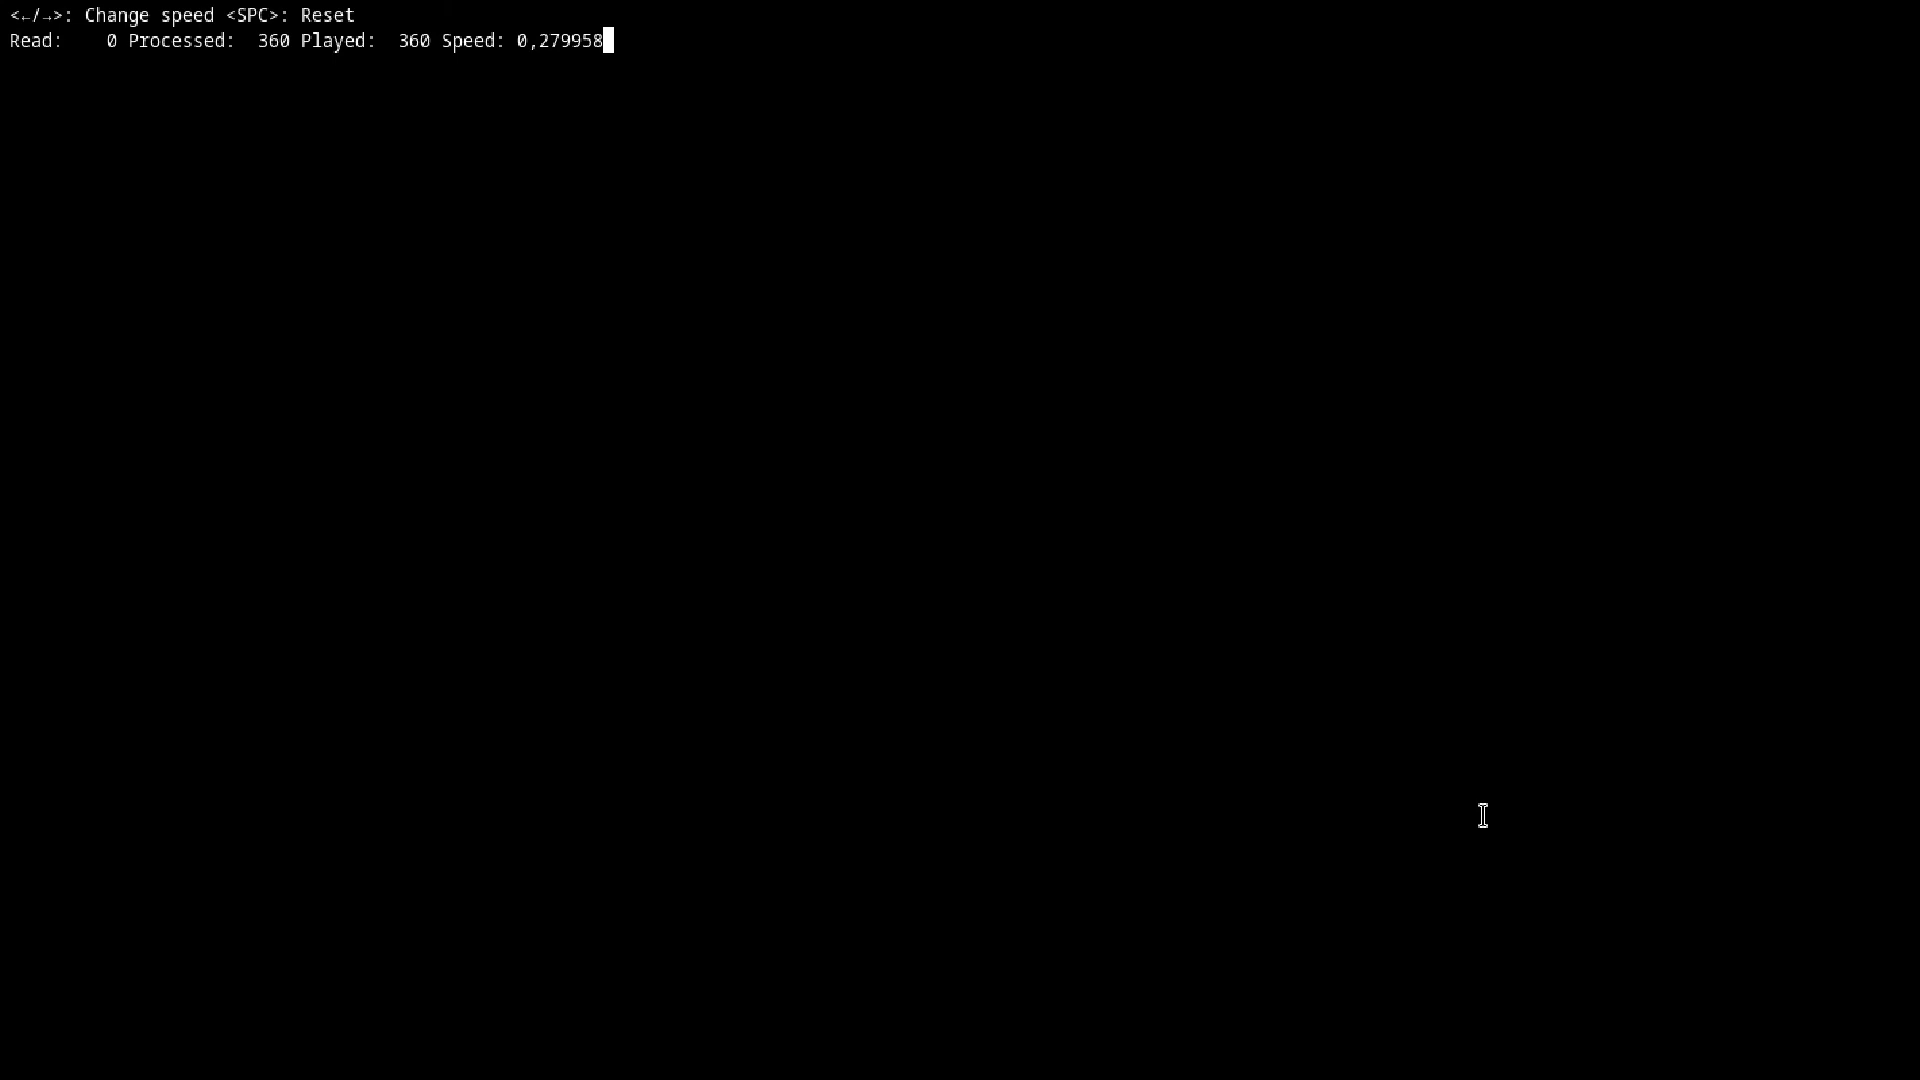 <←/→>: Change speed <SPC>: Reset
Read:    0 Processed:  360 Played:  360 Speed: 0,279958